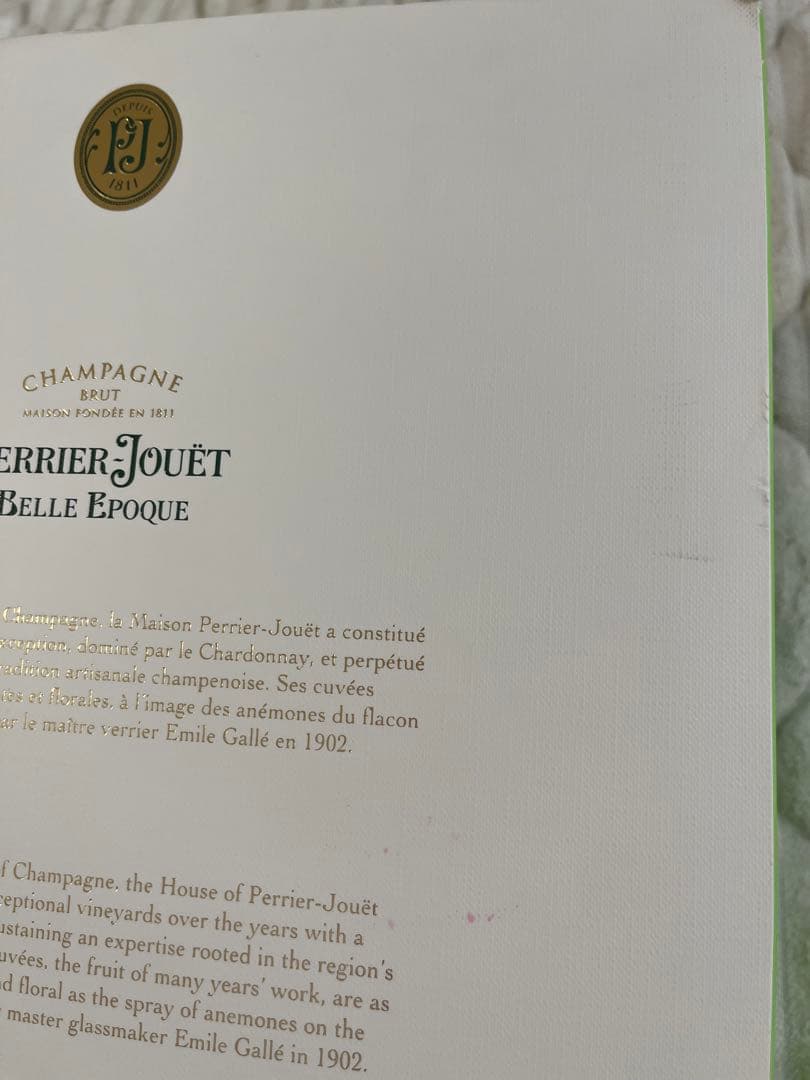 DEPUIS
PJ
1811
CHAMPAGNE
BRUT
MAISON FONDÉE EN 1811
ERRIER-JOUËT
BELLE EPOQUE
Champagne, la Maison Perrier-Jouët a constitué
xception, dominé par le Chardonnay, et perpétué
radition artisanale champenoise. Ses cuvées
tes et florales, à l'image des anémones du flacon
ar le maître verrier Emile Gallé en 1902.
f Champagne, the House of Perrier-Jouët
ceptional vineyards over the years with a
ustaining an expertise rooted in the region's
uvées, the fruit of many years' work, are as
d floral as the spray of anemones on the
master glassmaker Emile Gallé in 1902.